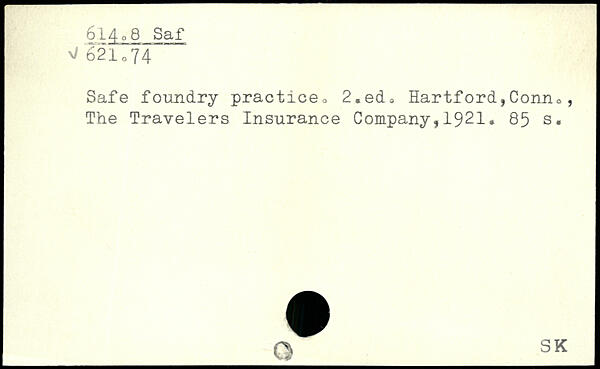 614.8 Saf
✓ 621.74
Safe foundry practice. 2.ed. Hartford,Conn.,
The Travelers Insurance Company,1921. 85 s.
SK